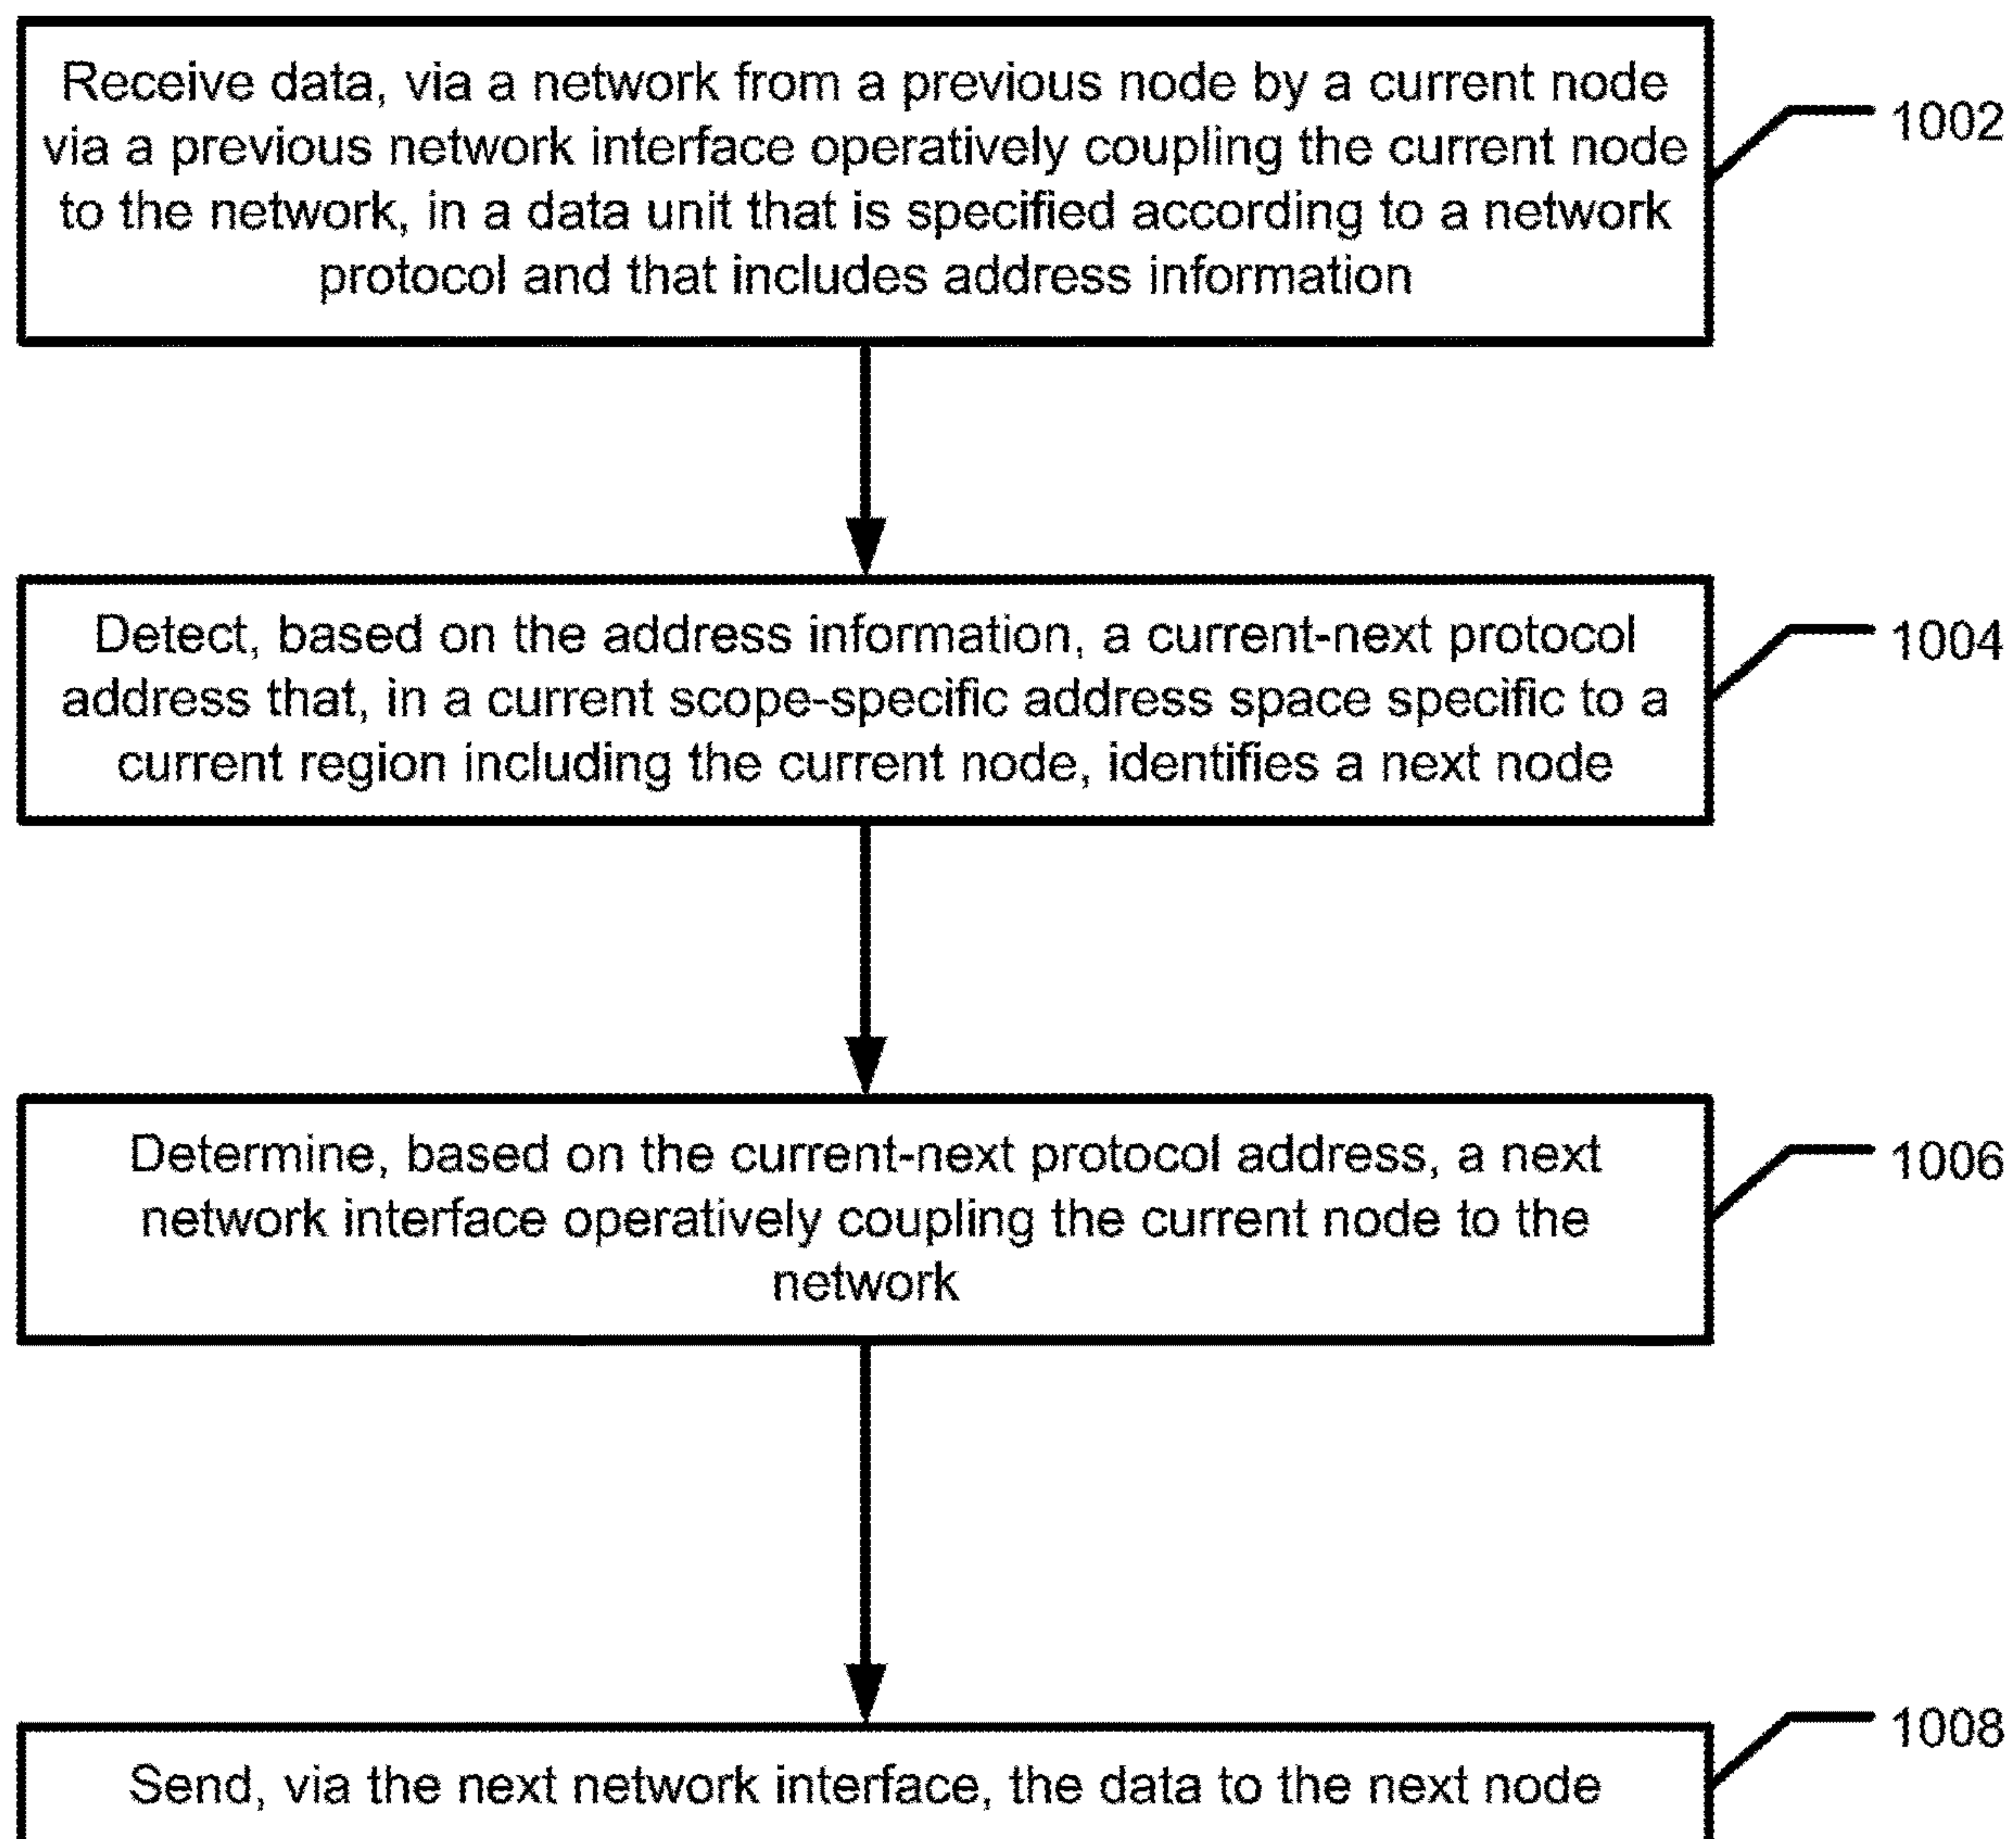 Receive data, via a network from a previous node by a current node
via a previous network interface operatively coupling the current node
to the network, in a data unit that is specified according to a network
protocol and that includes address information
1002
Detect, based on the address information, a current-next protocol
address that, in a current scope-specific address space specific to a
current region including the current node, identifies a next node
1004
Determine, based on the current-next protocol address, a next
network interface operatively coupling the current node to the
network
1006
Send, via the next network interface, the data to the next node
1008